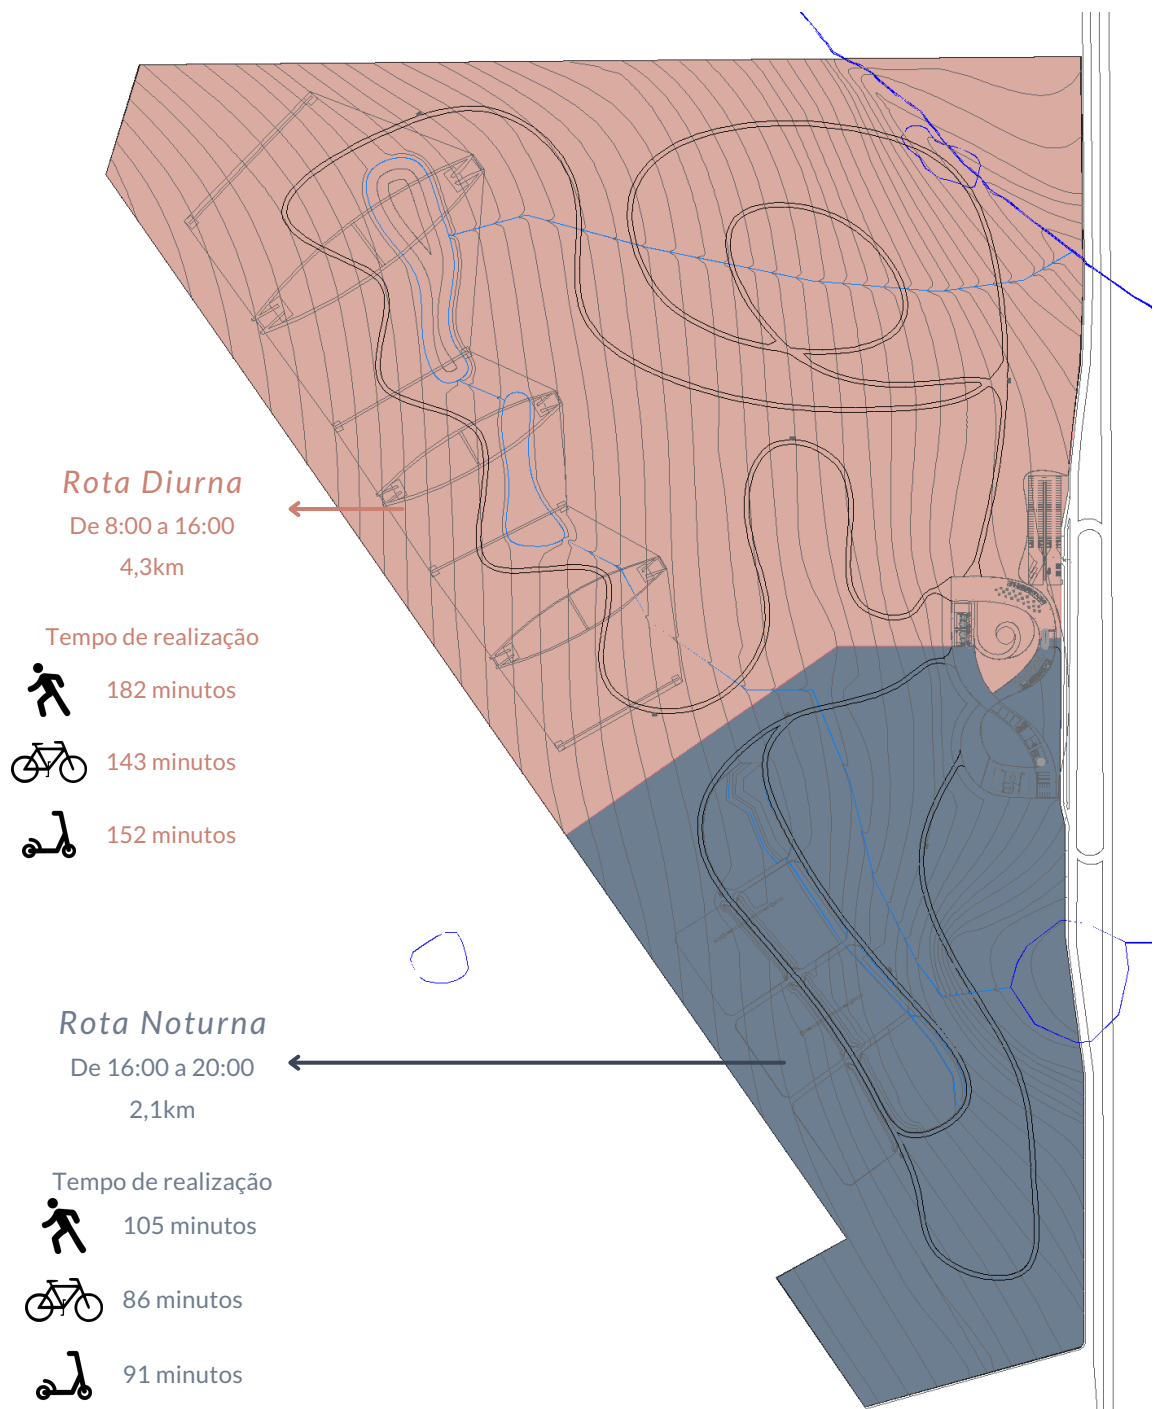 Rota Diurna
De 8:00 a 16:00
4,3km
Tempo de realização
182 minutos
143 minutos
152 minutos
Rota Noturna
De 16:00 a 20:00
2,1km
Tempo de realização
105 minutos
86 minutos
91 minutos